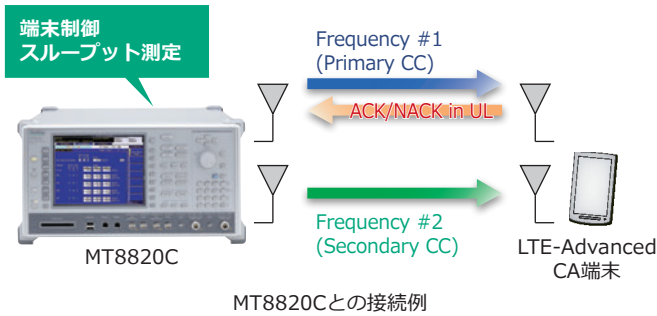 端末制御
スループット測定
Frequency #1
(Primary CC)
ACK/NACK in UL
Frequency #2
(Secondary CC)
MT8820C
LTE-Advanced
CA端末
MT8820Cとの接続例